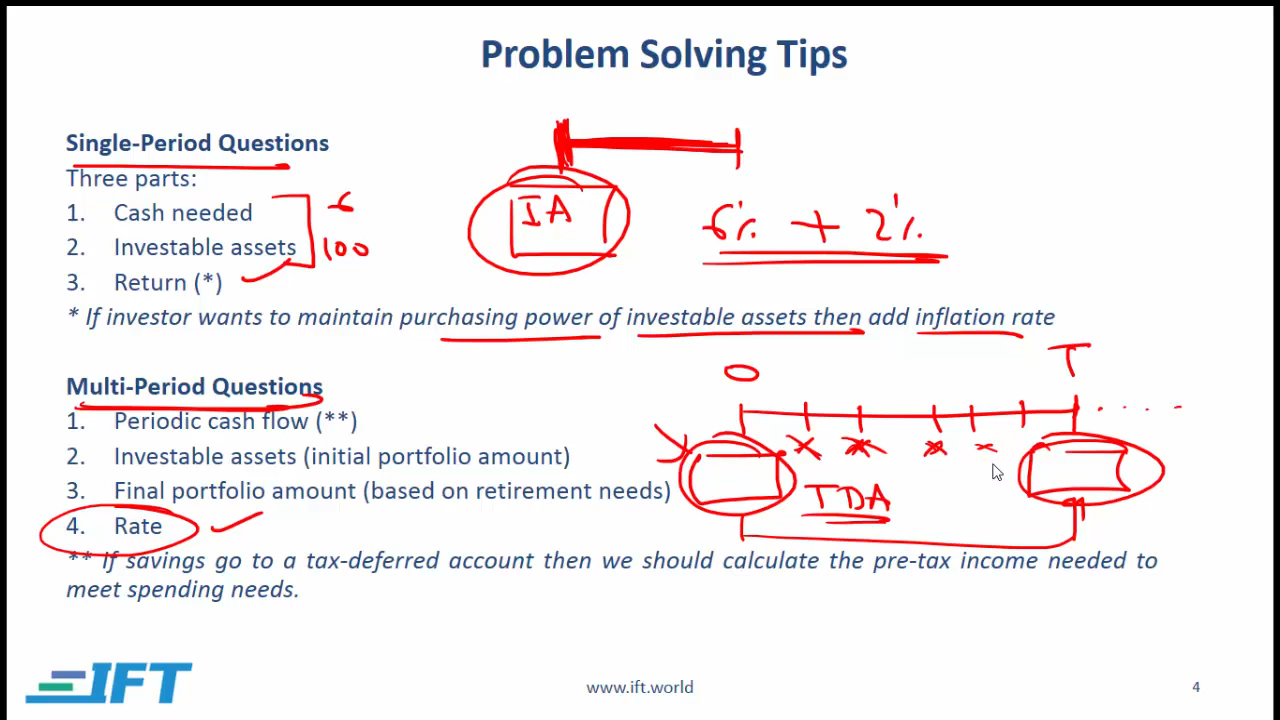 Problem Solving Tips
Single-Period Questions
Three parts:
1. Cash needed 6
2. Investable assets 100
3. Return (*)
IA
6% + 2%
* If investor wants to maintain purchasing power of investable assets then add inflation rate
Multi-Period Questions
1. Periodic cash flow (**)
2. Investable assets (initial portfolio amount)
3. Final portfolio amount (based on retirement needs)
4. Rate
0 T
TDA
** If savings go to a tax-deferred account then we should calculate the pre-tax income needed to
meet spending needs.
IFT
www.ift.world
4